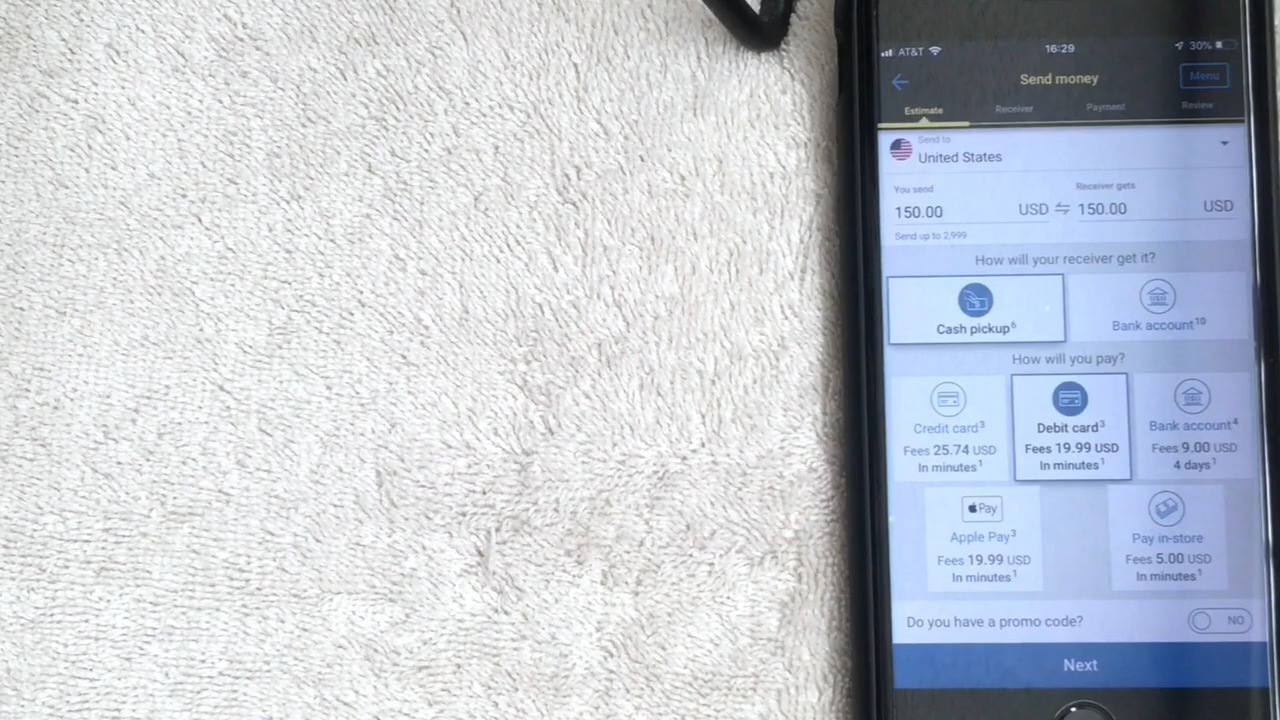 AT&T 16:29 30%
Send money Menu
Estimate Receiver Payment Review
Send to
United States
You send Receiver gets
150.00 USD 150.00 USD
Send up to 2,999
How will your receiver get it?
Cash pickup6 Bank account10
How will you pay?
Credit card3 Debit card3 Bank account4
Fees 25.74 USD Fees 19.99 USD Fees 9.00 USD
In minutes1 In minutes1 4 days1
Pay
Apple Pay3 Pay in-store
Fees 19.99 USD Fees 5.00 USD
In minutes1 In minutes1
Do you have a promo code? NO
Next